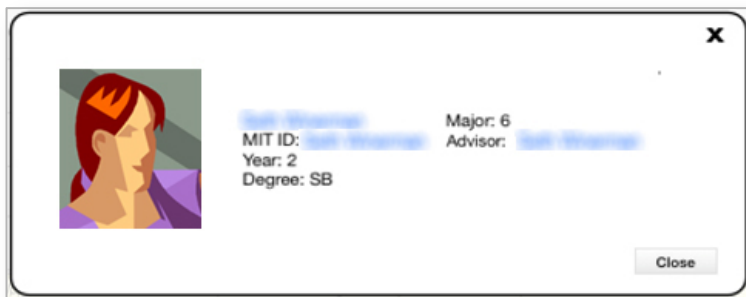 X
MIT ID:
Year: 2
Degree: SB
Major: 6
Advisor:
Close